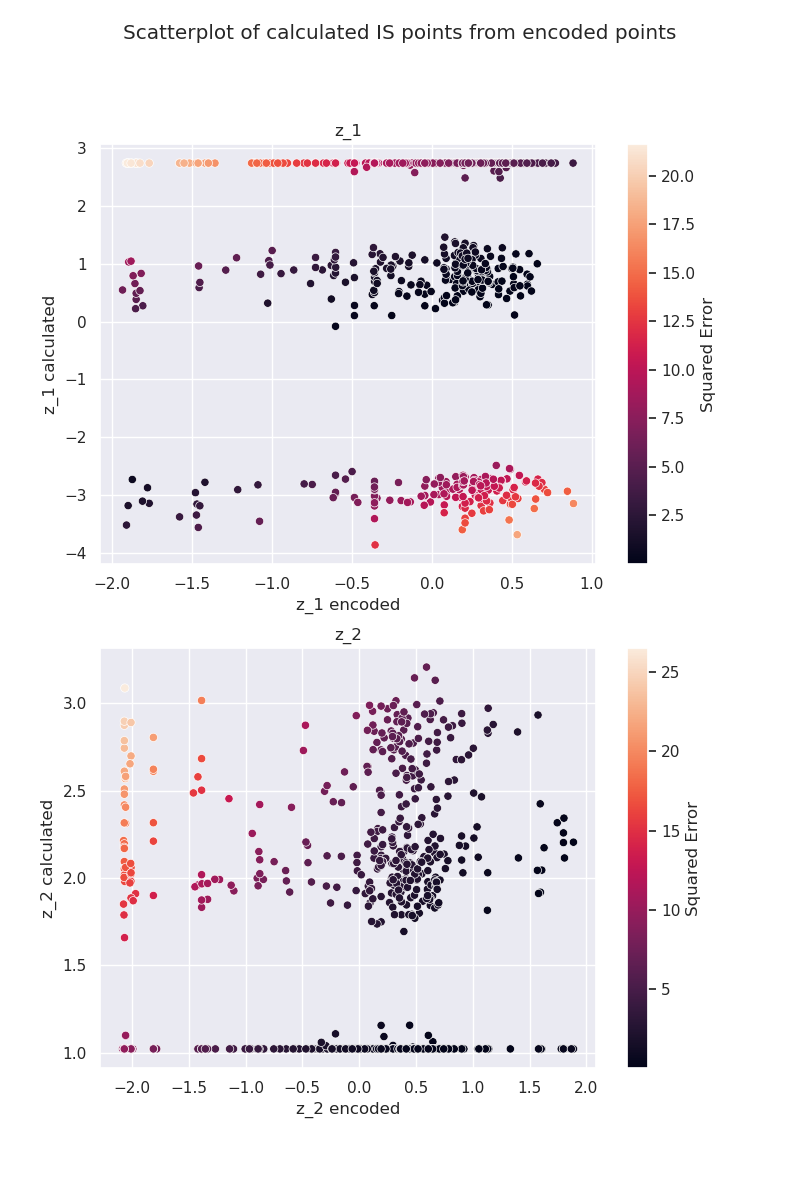 Scatterplot of calculated IS points from encoded points
z_1
3
2
1
0
−1
−2
−3
−4
z_1 calculated
−2.0 −1.5 −1.0 −0.5 0.0 0.5 1.0
z_1 encoded
20.0
17.5
15.0
12.5
10.0
7.5
5.0
2.5
Squared Error
z_2
3.0
2.5
2.0
1.5
1.0
z_2 calculated
−2.0 −1.5 −1.0 −0.5 0.0 0.5 1.0 1.5 2.0
z_2 encoded
25
20
15
10
5
Squared Error